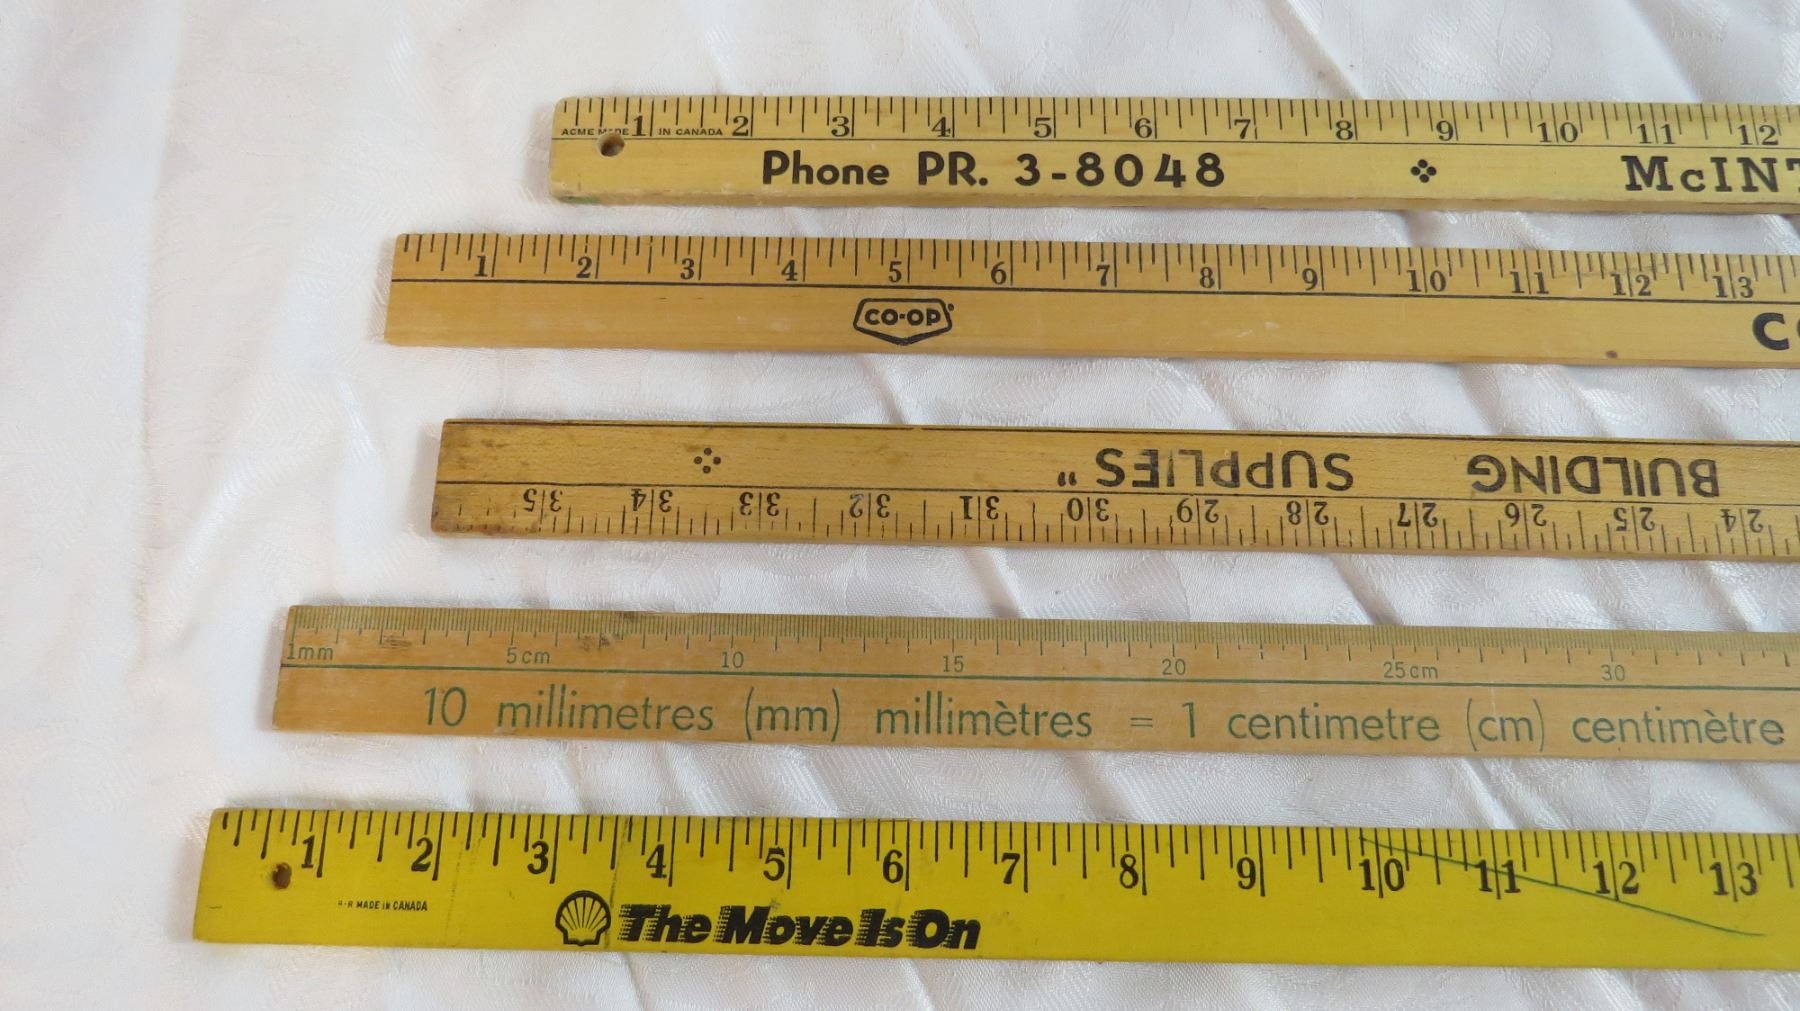 1 2 3 4 5 6 7 8 9 10 11 12
ACME MADE IN CANADA
Phone PR. 3-8048 McINT
1 2 3 4 5 6 7 8 9 10 11 12 13
CO-OP CO
" SUPPLIES BUILDING
35 34 33 32 31 30 29 28 27 26 25 24
1mm 5cm 10 15 20 25cm 30
10 millimetres (mm) millimètres = 1 centimetre (cm) centimètre
1 2 3 4 5 6 7 8 9 10 11 12 13
H-R MADE IN CANADA
The Move Is On